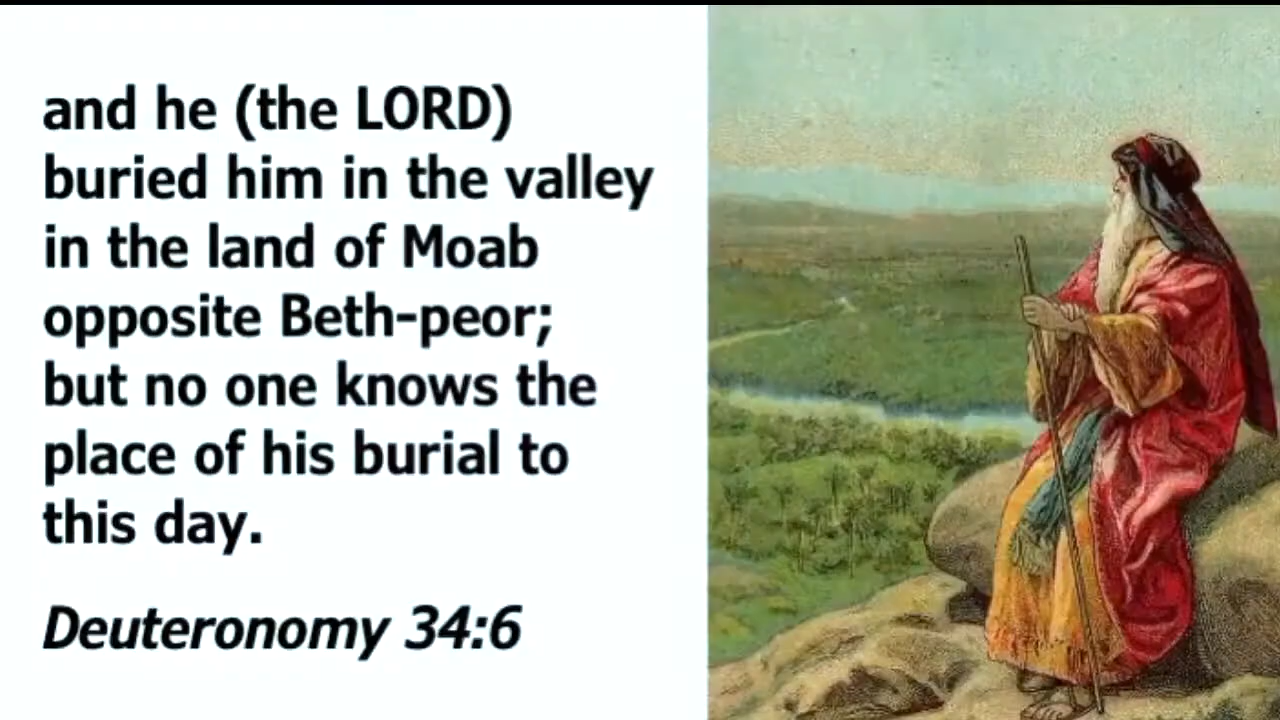 and he (the LORD)
buried him in the valley
in the land of Moab
opposite Beth-peor;
but no one knows the
place of his burial to
this day.
Deuteronomy 34:6